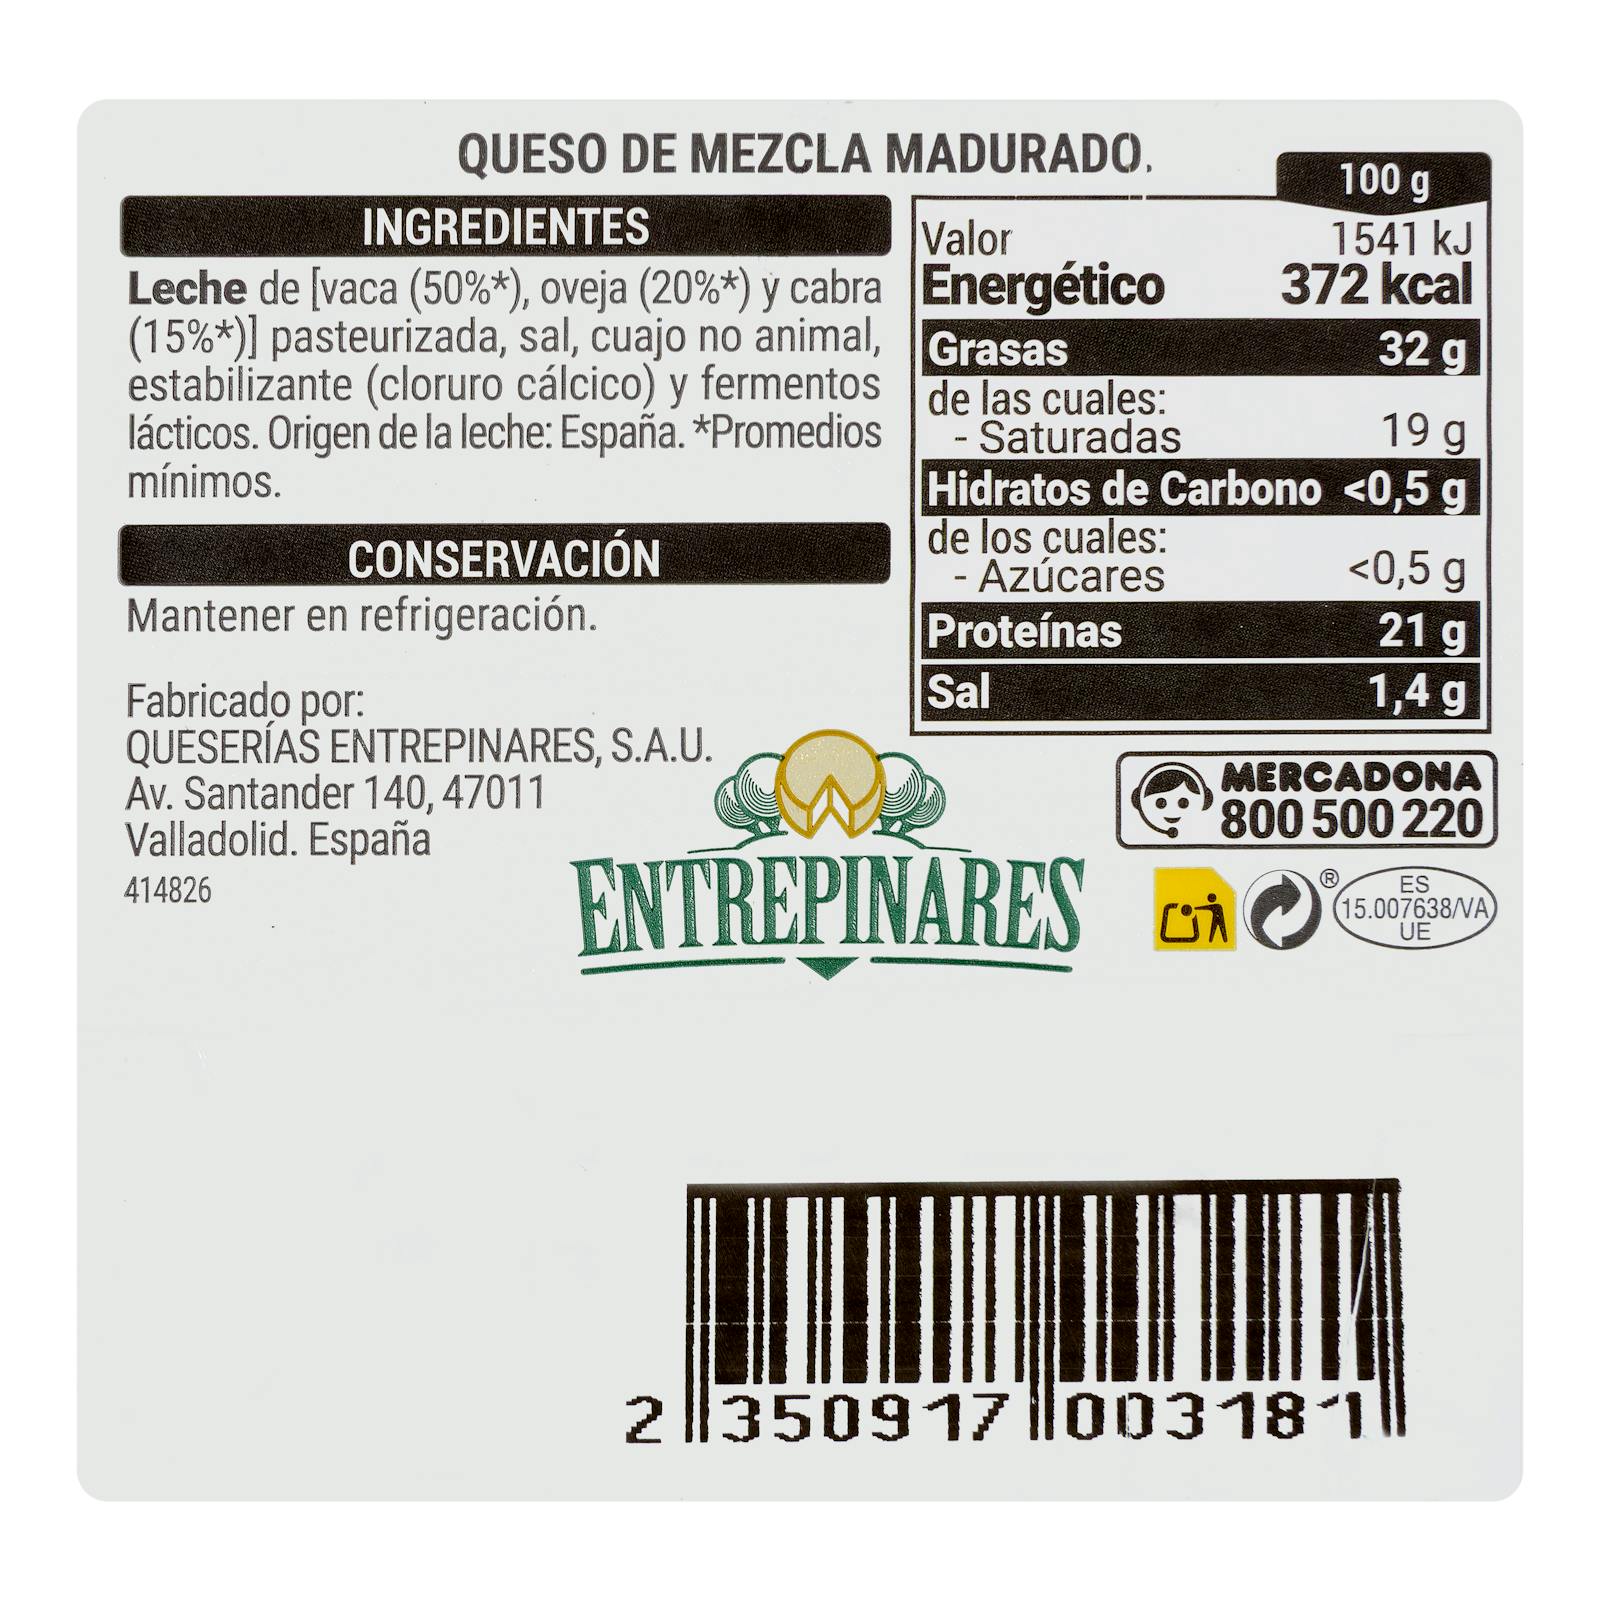 QUESO DE MEZCLA MADURADO.
INGREDIENTES
Leche de [vaca (50%*), oveja (20%*) y cabra
(15%*)] pasteurizada, sal, cuajo no animal,
estabilizante (cloruro cálcico) y fermentos
lácticos. Origen de la leche: España. *Promedios
mínimos.
CONSERVACIÓN
Mantener en refrigeración.
Fabricado por:
QUESERÍAS ENTREPINARES, S.A.U.
Av. Santander 140, 47011
Valladolid. España
414826
100 g
Valor 1541 kJ
Energético 372 kcal
Grasas 32 g
de las cuales:
- Saturadas 19 g
Hidratos de Carbono <0,5 g
de los cuales:
- Azúcares <0,5 g
Proteínas 21 g
Sal 1,4 g
ENTREPINARES
MERCADONA
800 500 220
®
ES
15.007638/VA
UE
2 350917 003181